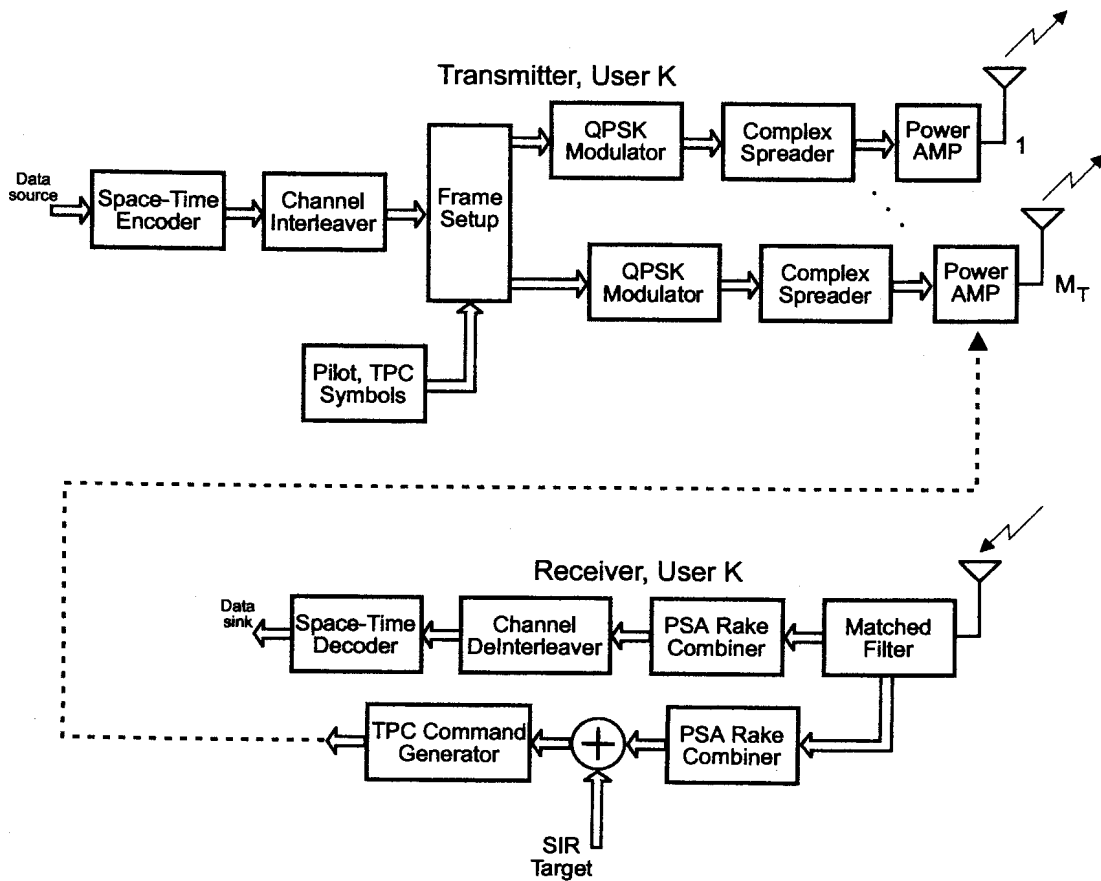 Transmitter, User K
Data
source
Space-Time
Encoder
Channel
Interleaver
Frame
Setup
QPSK
Modulator
Complex
Spreader
Power
AMP
1
QPSK
Modulator
Complex
Spreader
Power
AMP
M_T
Pilot, TPC
Symbols
Receiver, User K
Data
sink
Space-Time
Decoder
Channel
DeInterleaver
PSA Rake
Combiner
Matched
Filter
TPC Command
Generator
+
PSA Rake
Combiner
SIR
Target